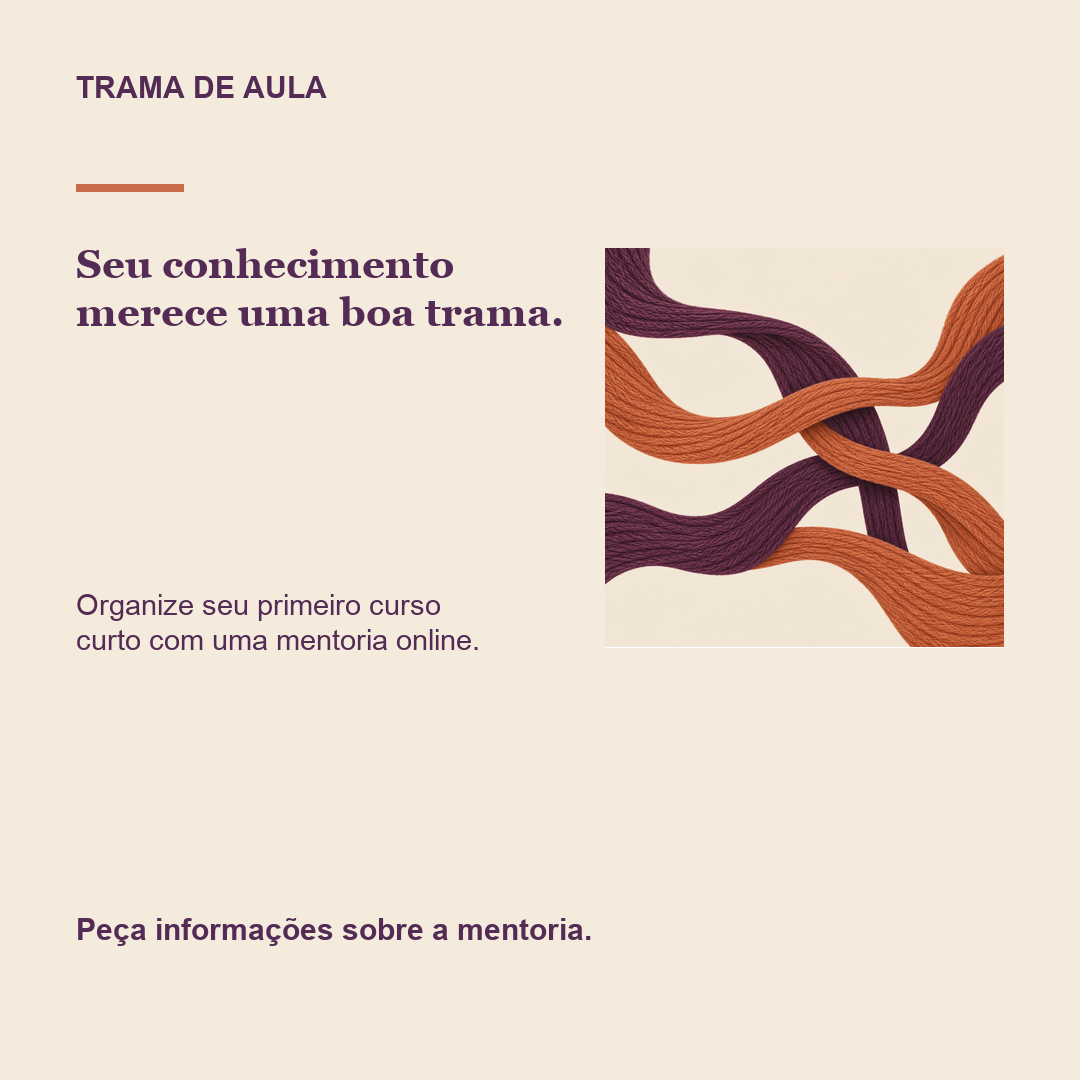 TRAMA DE AULA
Seu conhecimento
merece uma boa trama.
Organize seu primeiro curso
curto com uma mentoria online.
Peça informações sobre a mentoria.